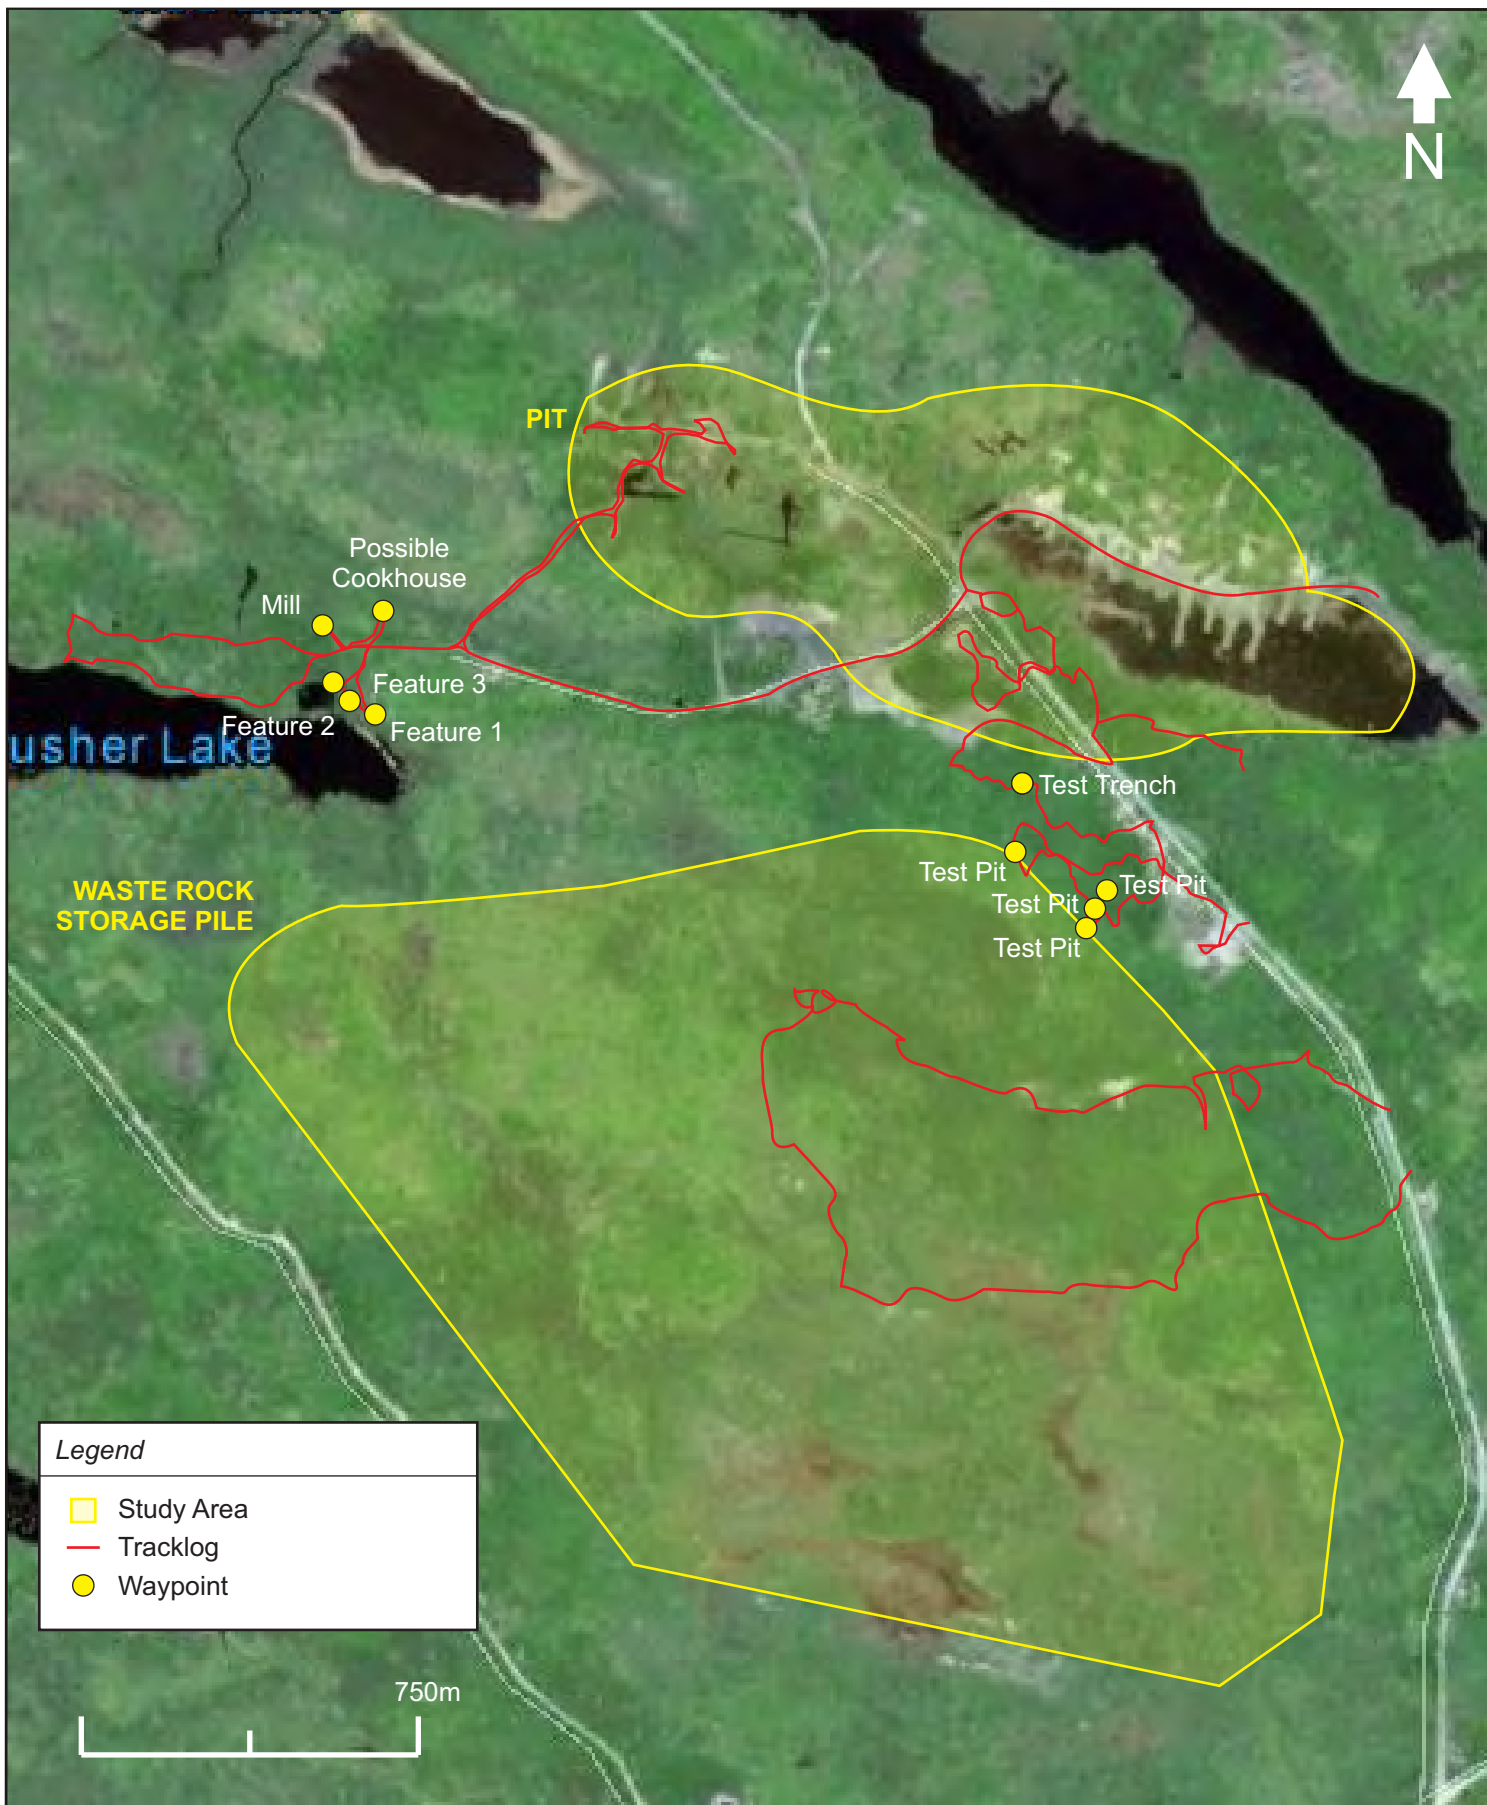 N
PIT
Possible
Cookhouse
Mill
Feature 3
Feature 2
Feature 1
usher Lake
Test Trench
Test Pit
Test Pit
Test Pit
Test Pit
WASTE ROCK
STORAGE PILE
Legend
Study Area
Tracklog
Waypoint
750m